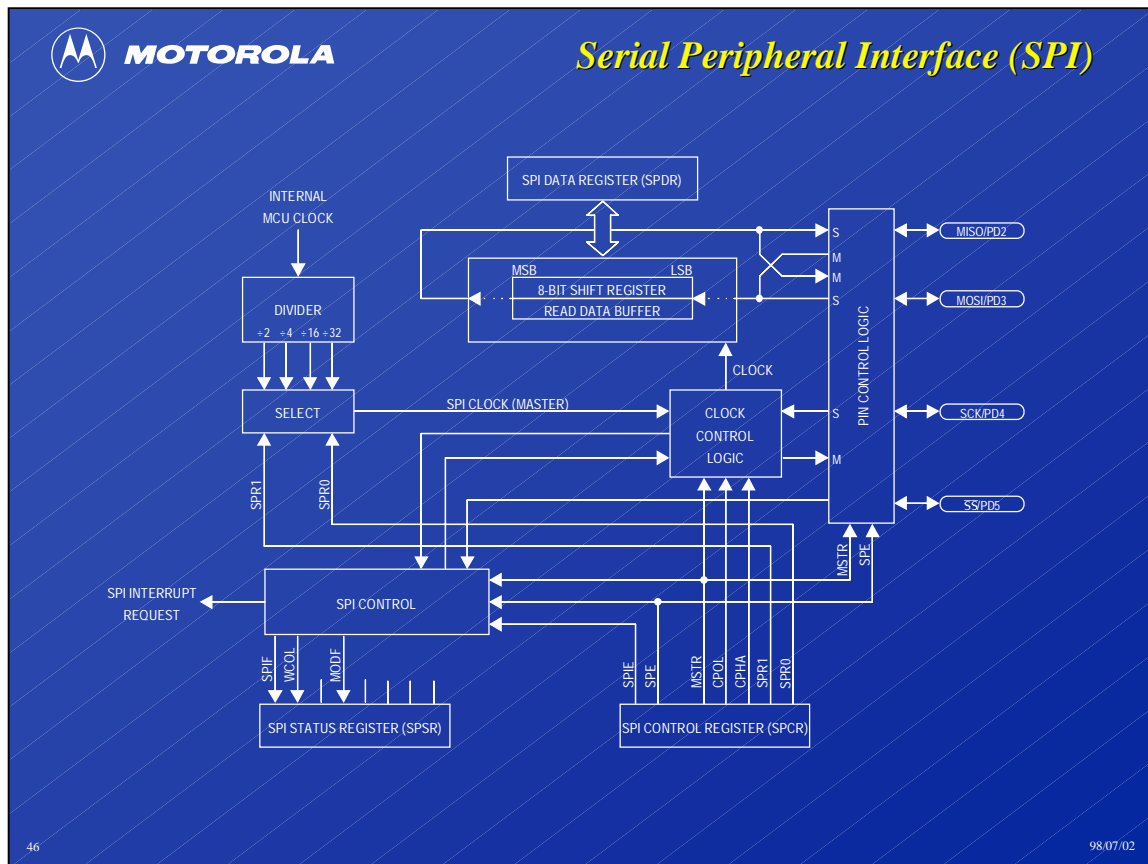 MOTOROLA
Serial Peripheral Interface (SPI)
SPI DATA REGISTER (SPDR)
INTERNAL
MCU CLOCK
DIVIDER
÷2 ÷4 ÷16 ÷32
SELECT
SPR1
SPR0
MSB
LSB
8-BIT SHIFT REGISTER
READ DATA BUFFER
CLOCK
SPI CLOCK (MASTER)
CLOCK
CONTROL
LOGIC
S
M
M
S
S
M
PIN CONTROL LOGIC
MISO/PD2
MOSI/PD3
SCK/PD4
S̅S̅/PD5
MSTR
SPE
SPI INTERRUPT
REQUEST
SPI CONTROL
SPIF
WCOL
MODF
SPIE
SPE
MSTR
CPOL
CPHA
SPR1
SPR0
SPI STATUS REGISTER (SPSR)
SPI CONTROL REGISTER (SPCR)
46
98/07/02